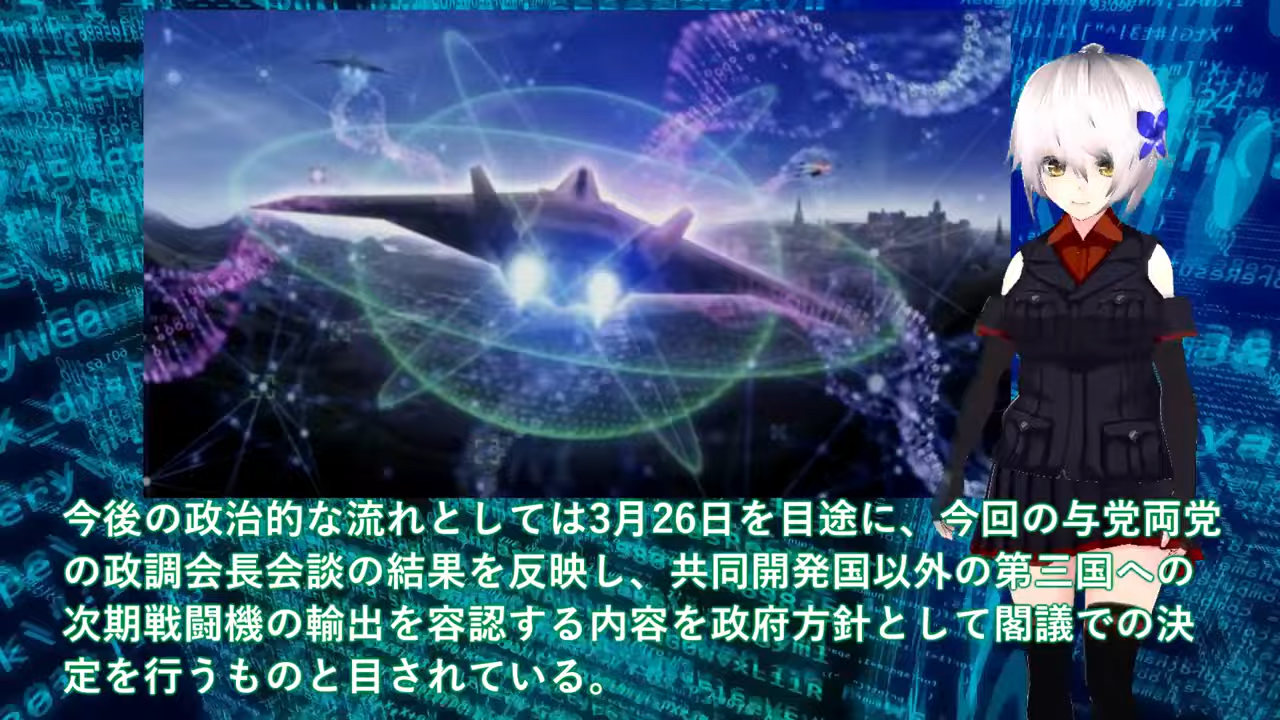 今後の政治的な流れとしては3月26日を目途に、今回の与党両党
の政調会長会談の結果を反映し、共同開発国以外の第三国への
次期戦闘機の輸出を容認する内容を政府方針として閣議での決
定を行うものと目されている。